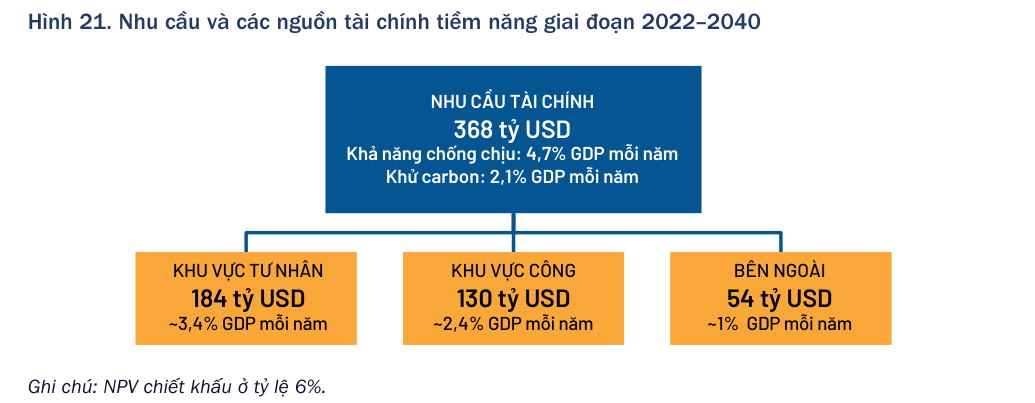 Hình 21. Nhu cầu và các nguồn tài chính tiềm năng giai đoạn 2022–2040
NHU CẦU TÀI CHÍNH
368 tỷ USD
Khả năng chống chịu: 4,7% GDP mỗi năm
Khử carbon: 2,1% GDP mỗi năm
KHU VỰC TƯ NHÂN
184 tỷ USD
~3,4% GDP mỗi năm
KHU VỰC CÔNG
130 tỷ USD
~2,4% GDP mỗi năm
BÊN NGOÀI
54 tỷ USD
~1% GDP mỗi năm
Ghi chú: NPV chiết khấu ở tỷ lệ 6%.